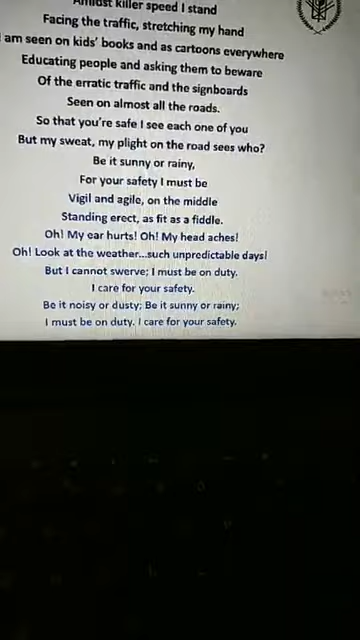 Amidst killer speed I stand
Facing the traffic, stretching my hand
I am seen on kids' books and as cartoons everywhere
Educating people and asking them to beware
Of the erratic traffic and the signboards
Seen on almost all the roads.
So that you're safe I see each one of you
But my sweat, my plight on the road sees who?
Be it sunny or rainy,
For your safety I must be
Vigil and agile, on the middle
Standing erect, as fit as a fiddle.
Oh! My ear hurts! Oh! My head aches!
Oh! Look at the weather...such unpredictable days!
But I cannot swerve; I must be on duty.
I care for your safety.
Be it noisy or dusty; Be it sunny or rainy;
I must be on duty. I care for your safety.